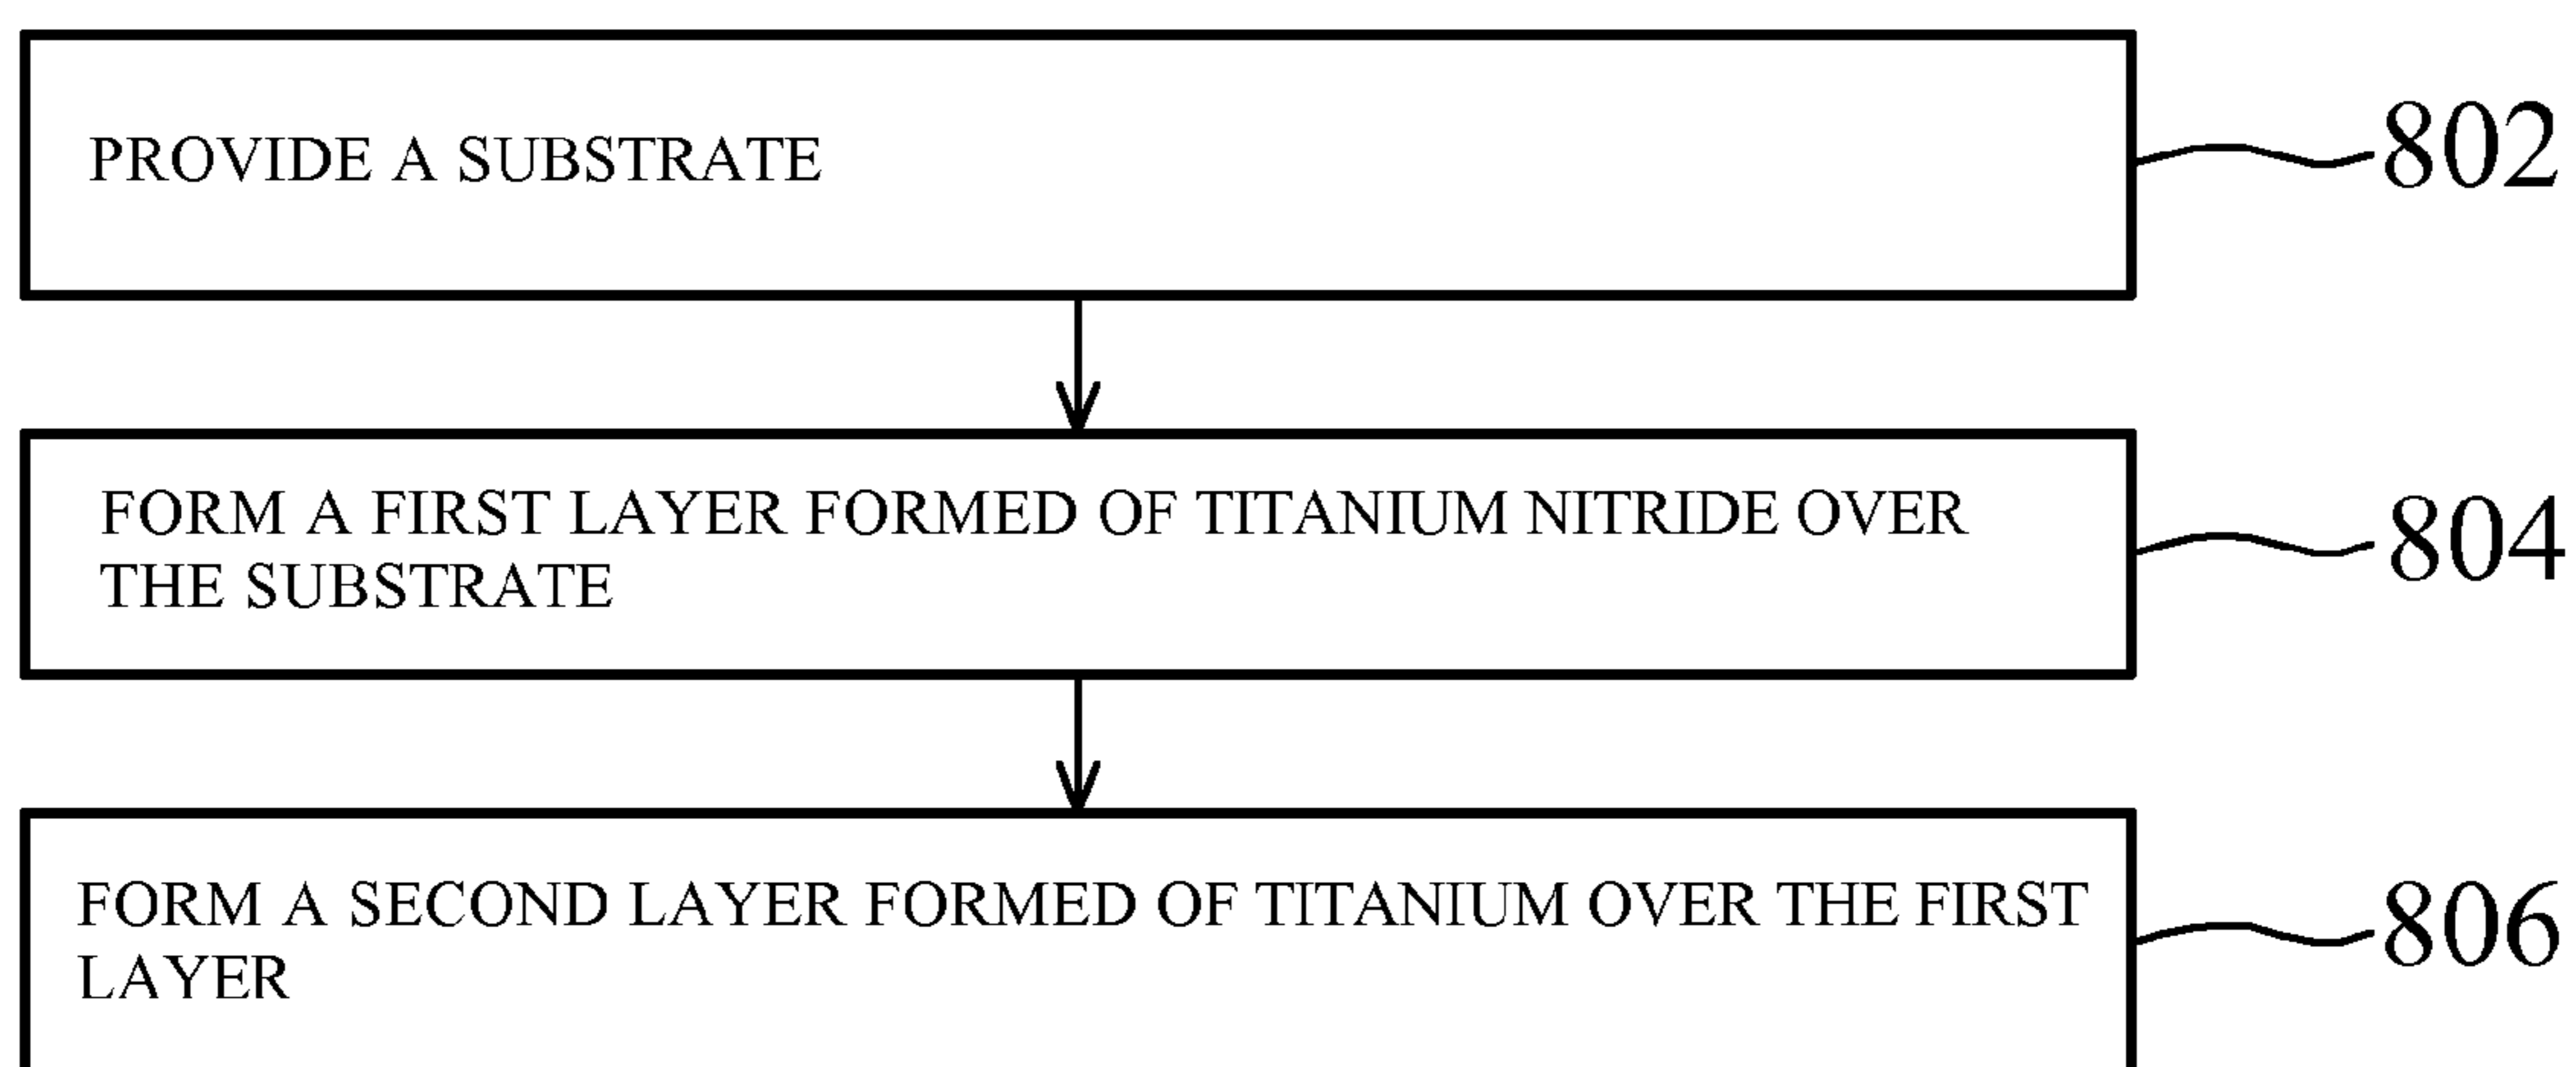 PROVIDE A SUBSTRATE
802
FORM A FIRST LAYER FORMED OF TITANIUM NITRIDE OVER
THE SUBSTRATE
804
FORM A SECOND LAYER FORMED OF TITANIUM OVER THE FIRST
LAYER
806